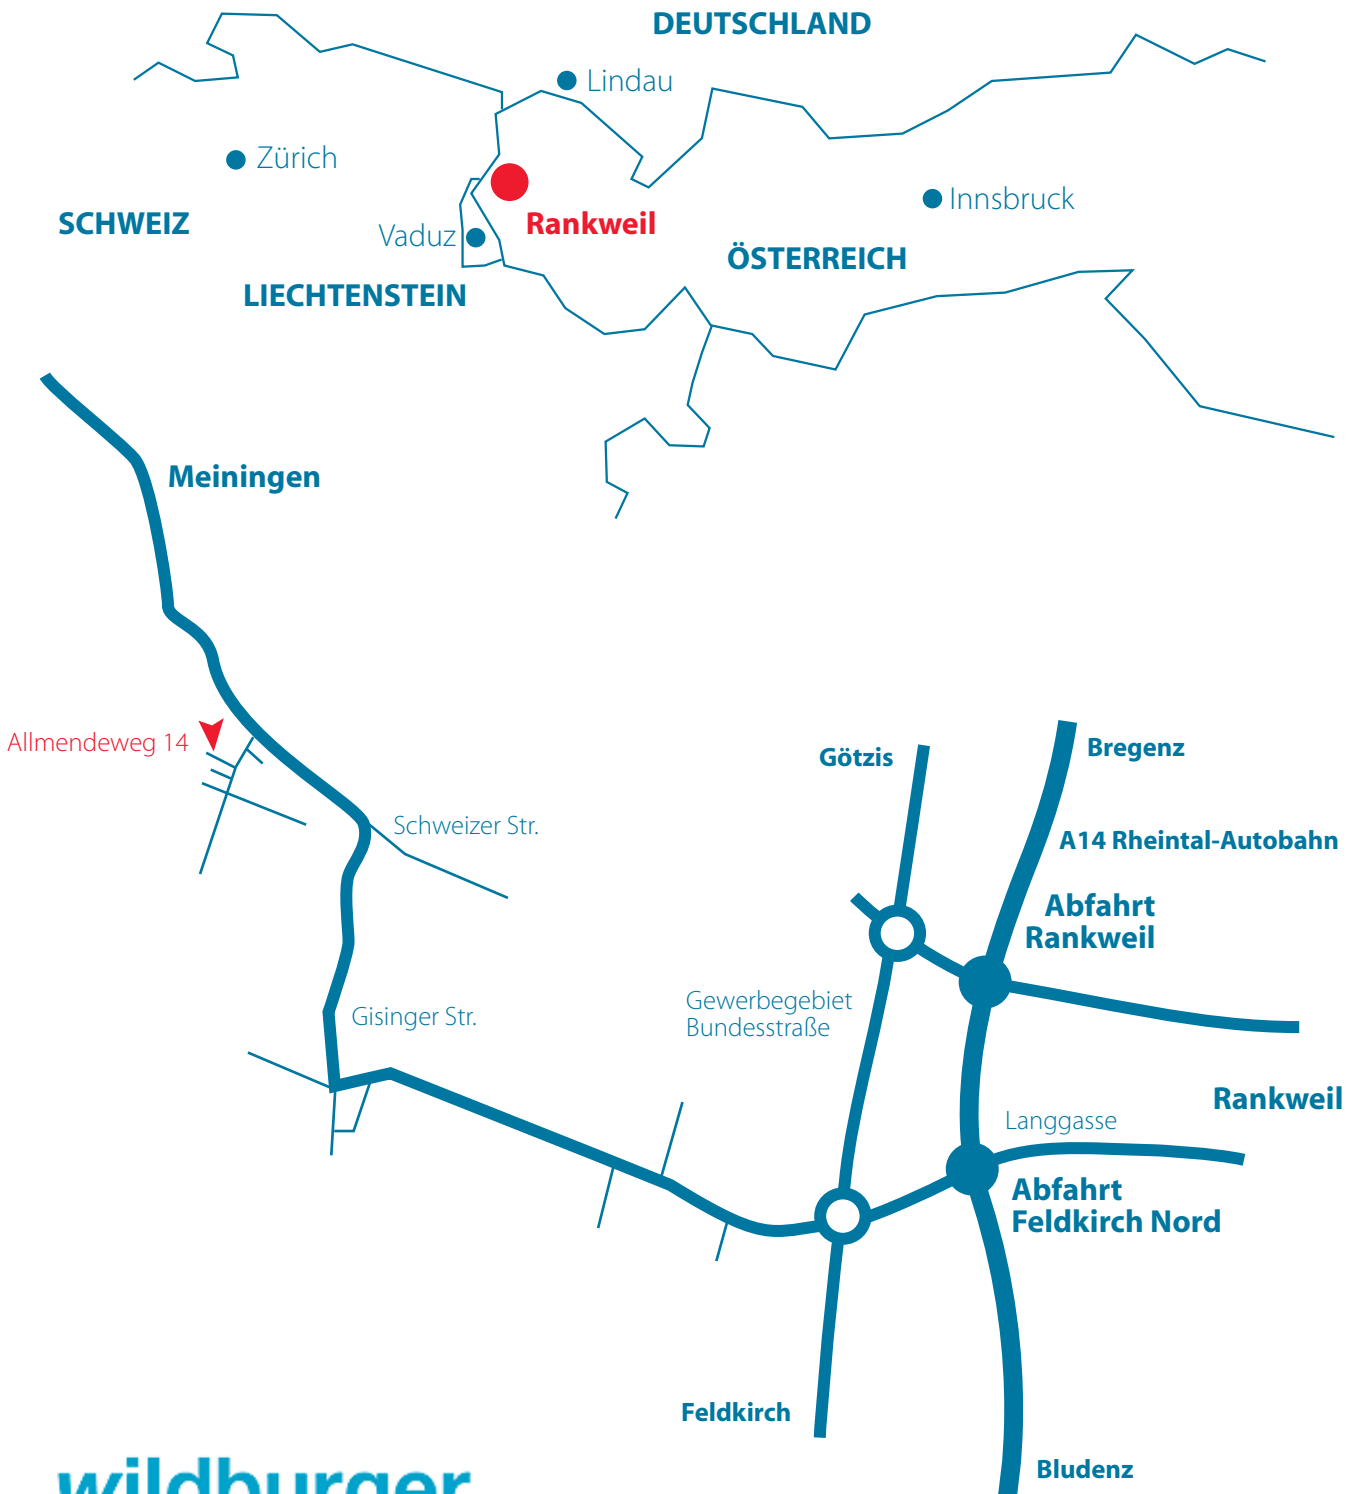 DEUTSCHLAND
Lindau
Zürich
Innsbruck
SCHWEIZ
Rankweil
Vaduz
ÖSTERREICH
LIECHTENSTEIN
Meiningen
Allmendeweg 14
Götzis
Bregenz
Schweizer Str.
A14 Rheintal-Autobahn
Abfahrt
Rankweil
Gewerbegebiet
Bundesstraße
Gisinger Str.
Rankweil
Langgasse
Abfahrt
Feldkirch Nord
Feldkirch
Bludenz
wildburger